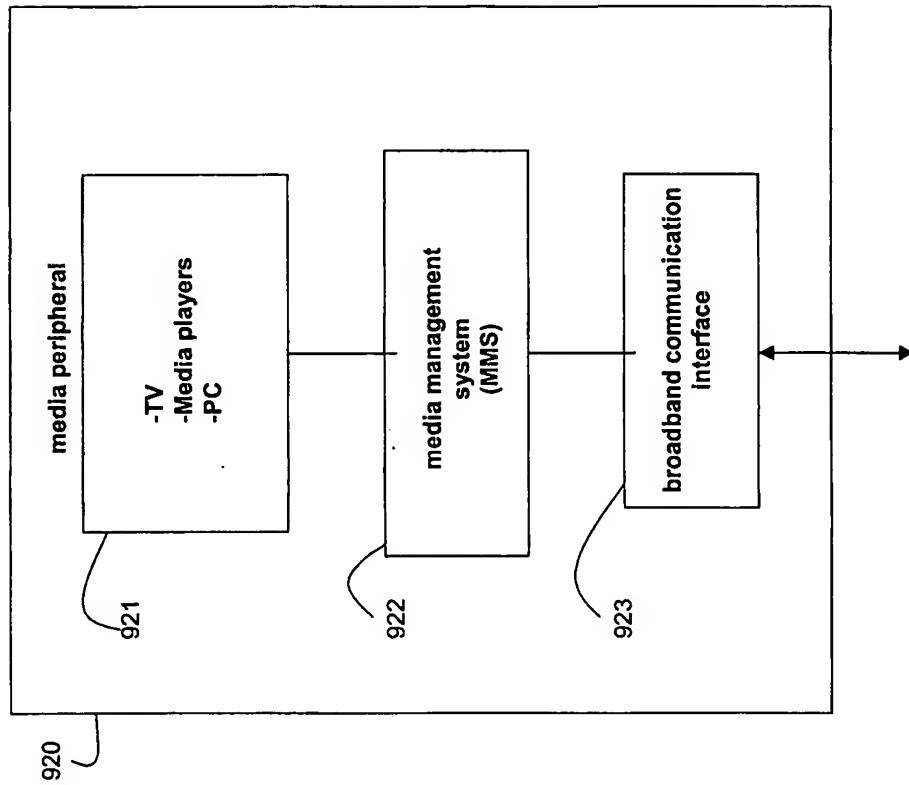 920
media peripheral
921
-TV
-Media players
-PC
922
media management
system
(MMS)
923
broadband communication
interface